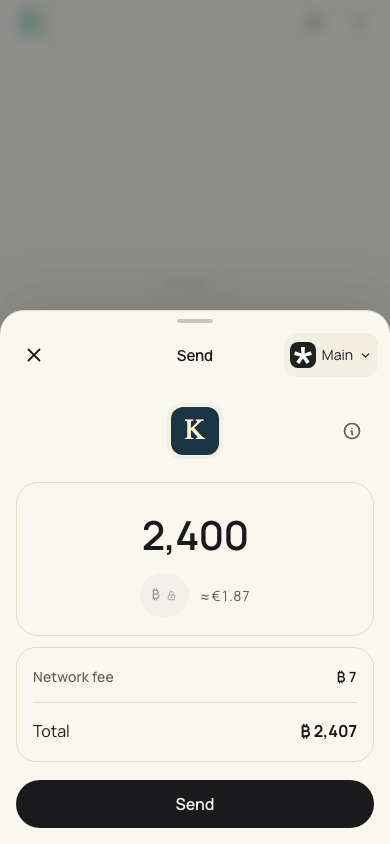 Send
Main
K
2,400
₿
≈€1.87
Network fee
₿ 7
Total
₿ 2,407
Send